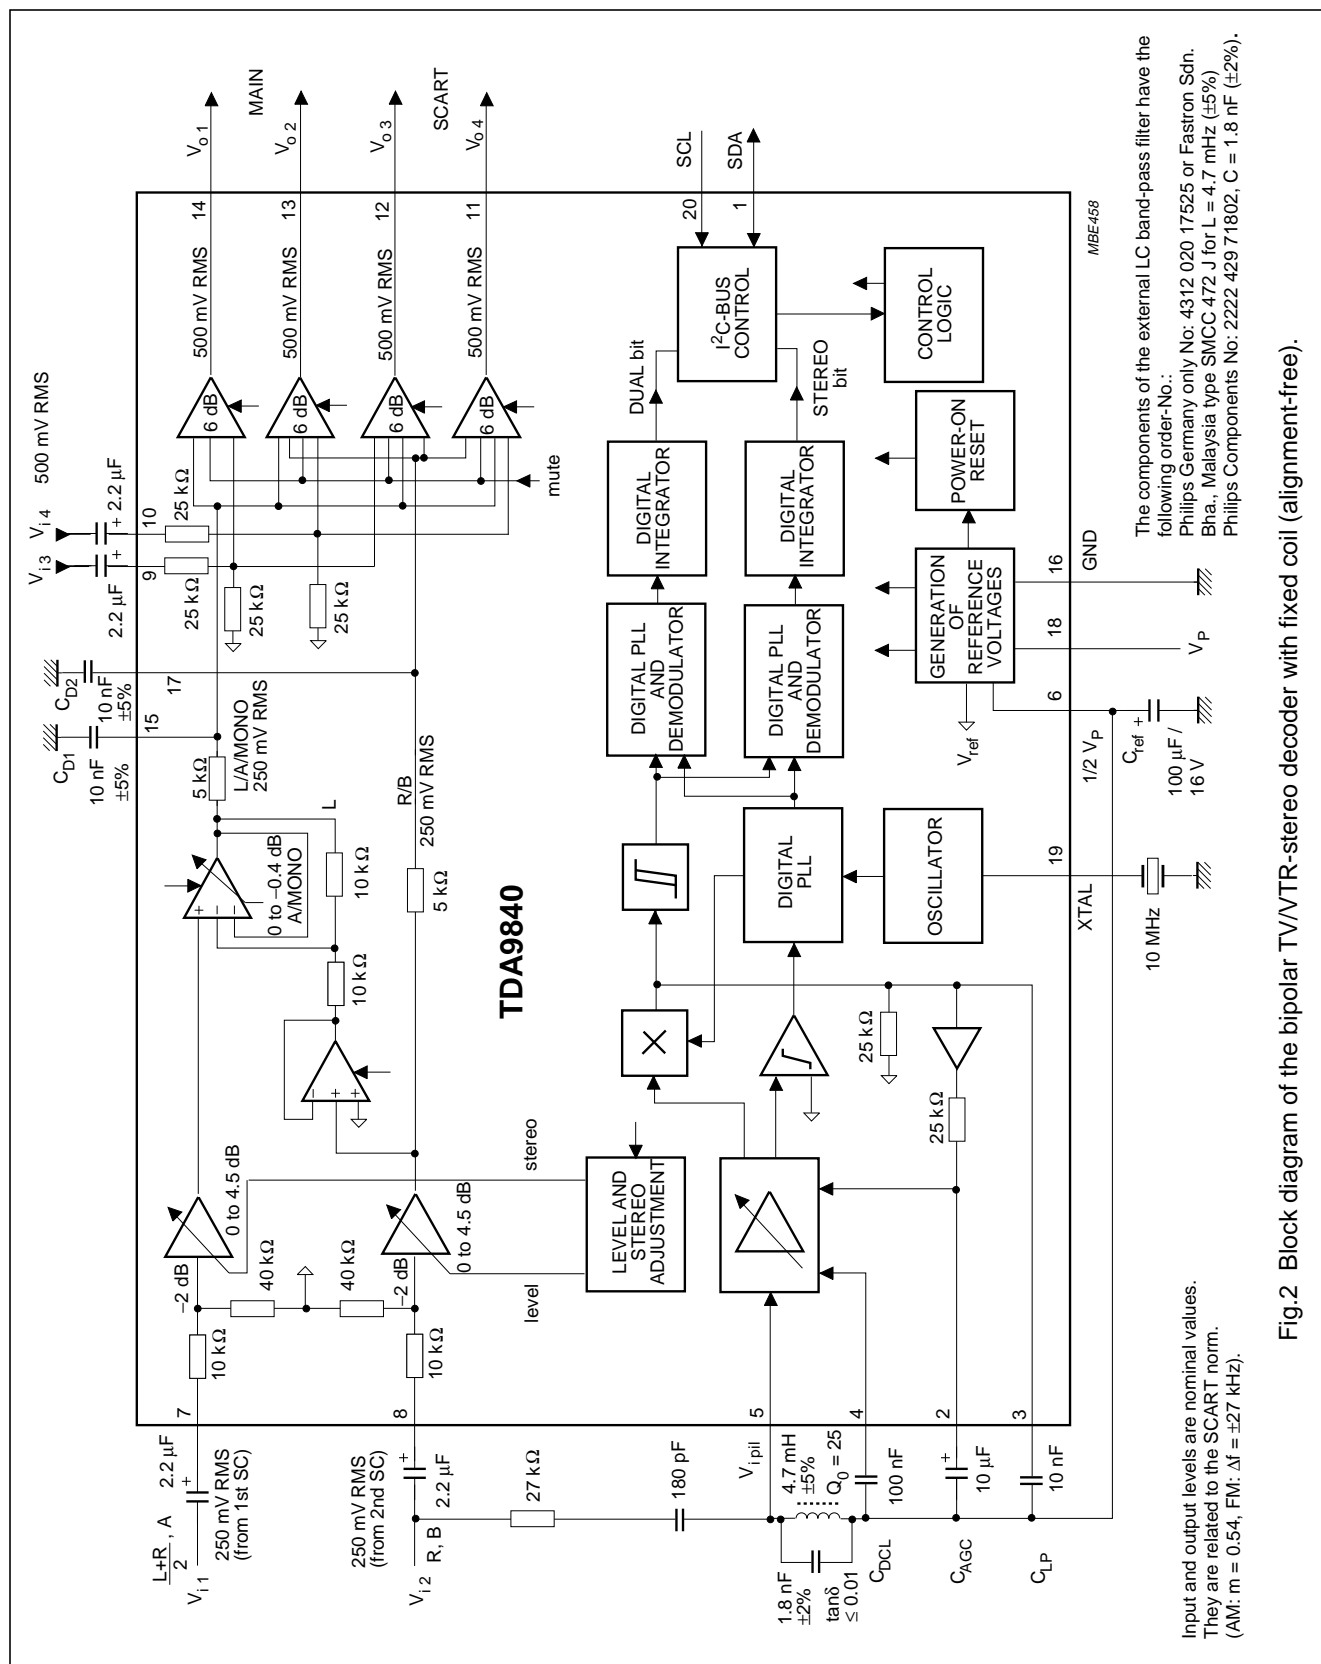 V i 3
V i 4
500 mV RMS
2.2 µF
+
+ 2.2 µF
9
10
25 kΩ
25 kΩ
25 kΩ
25 kΩ
C D1
10 nF
±5%
15
C D2
10 nF
±5%
17
5 kΩ
L/A/MONO
250 mV RMS
R/B
250 mV RMS
5 kΩ
L
0 to −0.4 dB
A/MONO
+
−
−
10 kΩ
10 kΩ
−
+
+
0 to 4.5 dB
−2 dB
0 to 4.5 dB
−2 dB
40 kΩ
40 kΩ
10 kΩ
10 kΩ
stereo
level
LEVEL AND
STEREO
ADJUSTMENT
L+R
2
, A
V i 1
2.2 µF
+
250 mV RMS
(from 1st SC)
7
V i 2
R, B
250 mV RMS
(from 2nd SC)
+
2.2 µF
8
27 kΩ
180 pF
V i pil
5
4.7 mH
±5%
Q0 = 25
1.8 nF
±2%
tanδ
≤ 0.01
C DCL
100 nF
4
C AGC
+
10 µF
2
C LP
10 nF
3
TDA9840
6 dB
6 dB
6 dB
6 dB
mute
500 mV RMS
14
V o 1
500 mV RMS
13
V o 2
500 mV RMS
12
V o 3
500 mV RMS
11
V o 4
MAIN
SCART
20
SCL
1
SDA
I²C-BUS
CONTROL
CONTROL
LOGIC
DUAL bit
STEREO
bit
DIGITAL
INTEGRATOR
DIGITAL
INTEGRATOR
DIGITAL PLL
AND
DEMODULATOR
DIGITAL PLL
AND
DEMODULATOR
DIGITAL
PLL
OSCILLATOR
25 kΩ
25 kΩ
POWER-ON
RESET
GENERATION
OF
REFERENCE
VOLTAGES
V ref
16
GND
18
V P
6
1/2 V P
C ref
+
100 µF /
16 V
19
XTAL
10 MHz
MBE458
The components of the external LC band-pass filter have the
following order-No.:
Philips Germany only No: 4312 020 17525 or Fastron Sdn.
Bha., Malaysia type SMCC 472 J for L = 4.7 mHz (±5%)
Philips Components No: 2222 429 71802, C = 1.8 nF (±2%).
Input and output levels are nominal values.
They are related to the SCART norm.
(AM: m = 0.54, FM: Δf = ±27 kHz).
Fig.2 Block diagram of the bipolar TV/VTR-stereo decoder with fixed coil (alignment-free).